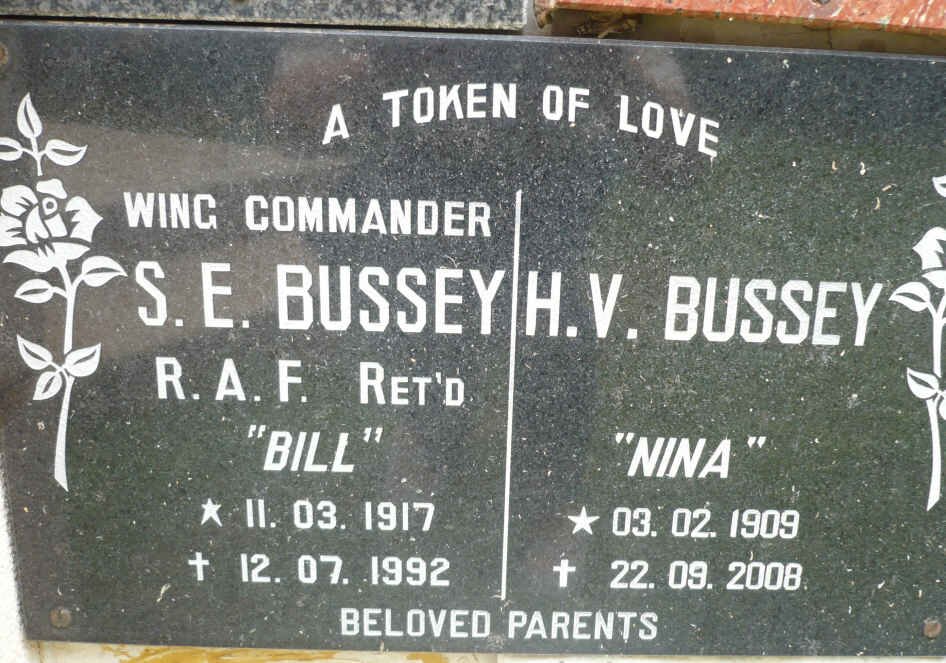 A TOKEN OF LOVE
WING COMMANDER
S. E. BUSSEY
R. A. F. RET'D
"BILL"
★ 11. 03. 1917
✝ 12. 07. 1992
H. V. BUSSEY
"NINA"
★ 03. 02. 1909
✝ 22. 09. 2008
BELOVED PARENTS